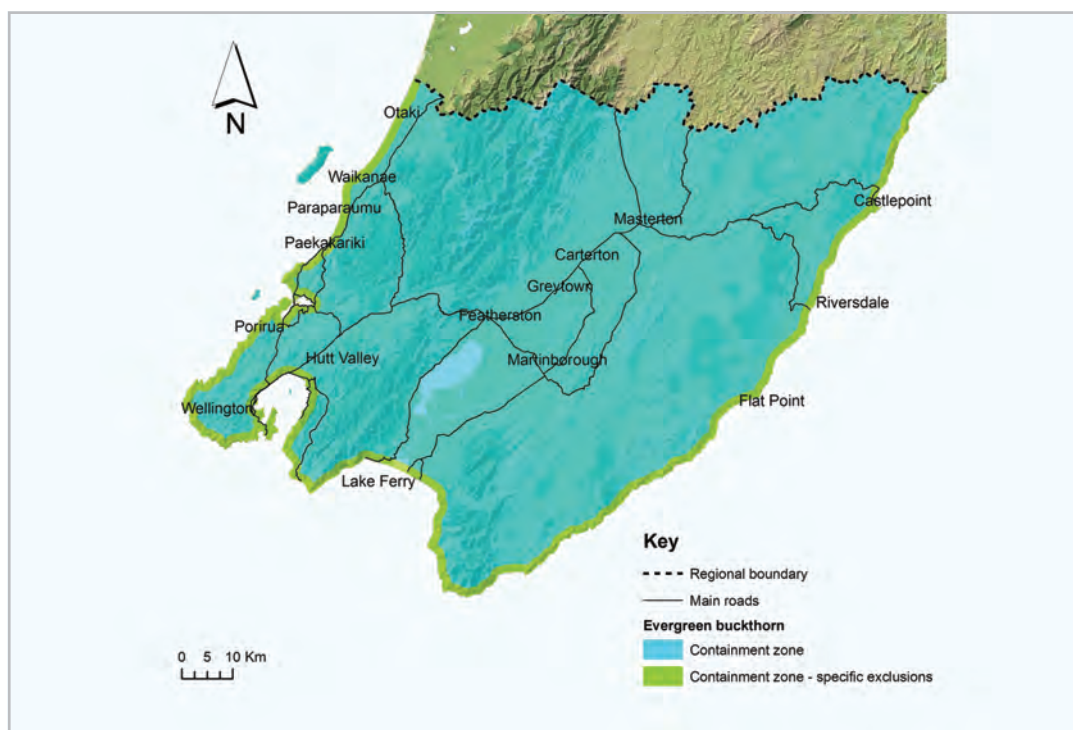 N
Otaki
Waikanae
Paraparaumu
Castlepoint
Masterton
Paekakariki
Carterton
Greytown
Riversdale
Featherston
Porirua
Hutt Valley
Martinborough
Flat Point
Wellington
Lake Ferry
Key
Regional boundary
Main roads
Evergreen buckthorn
Containment zone
Containment zone - specific exclusions
0 5 10 Km